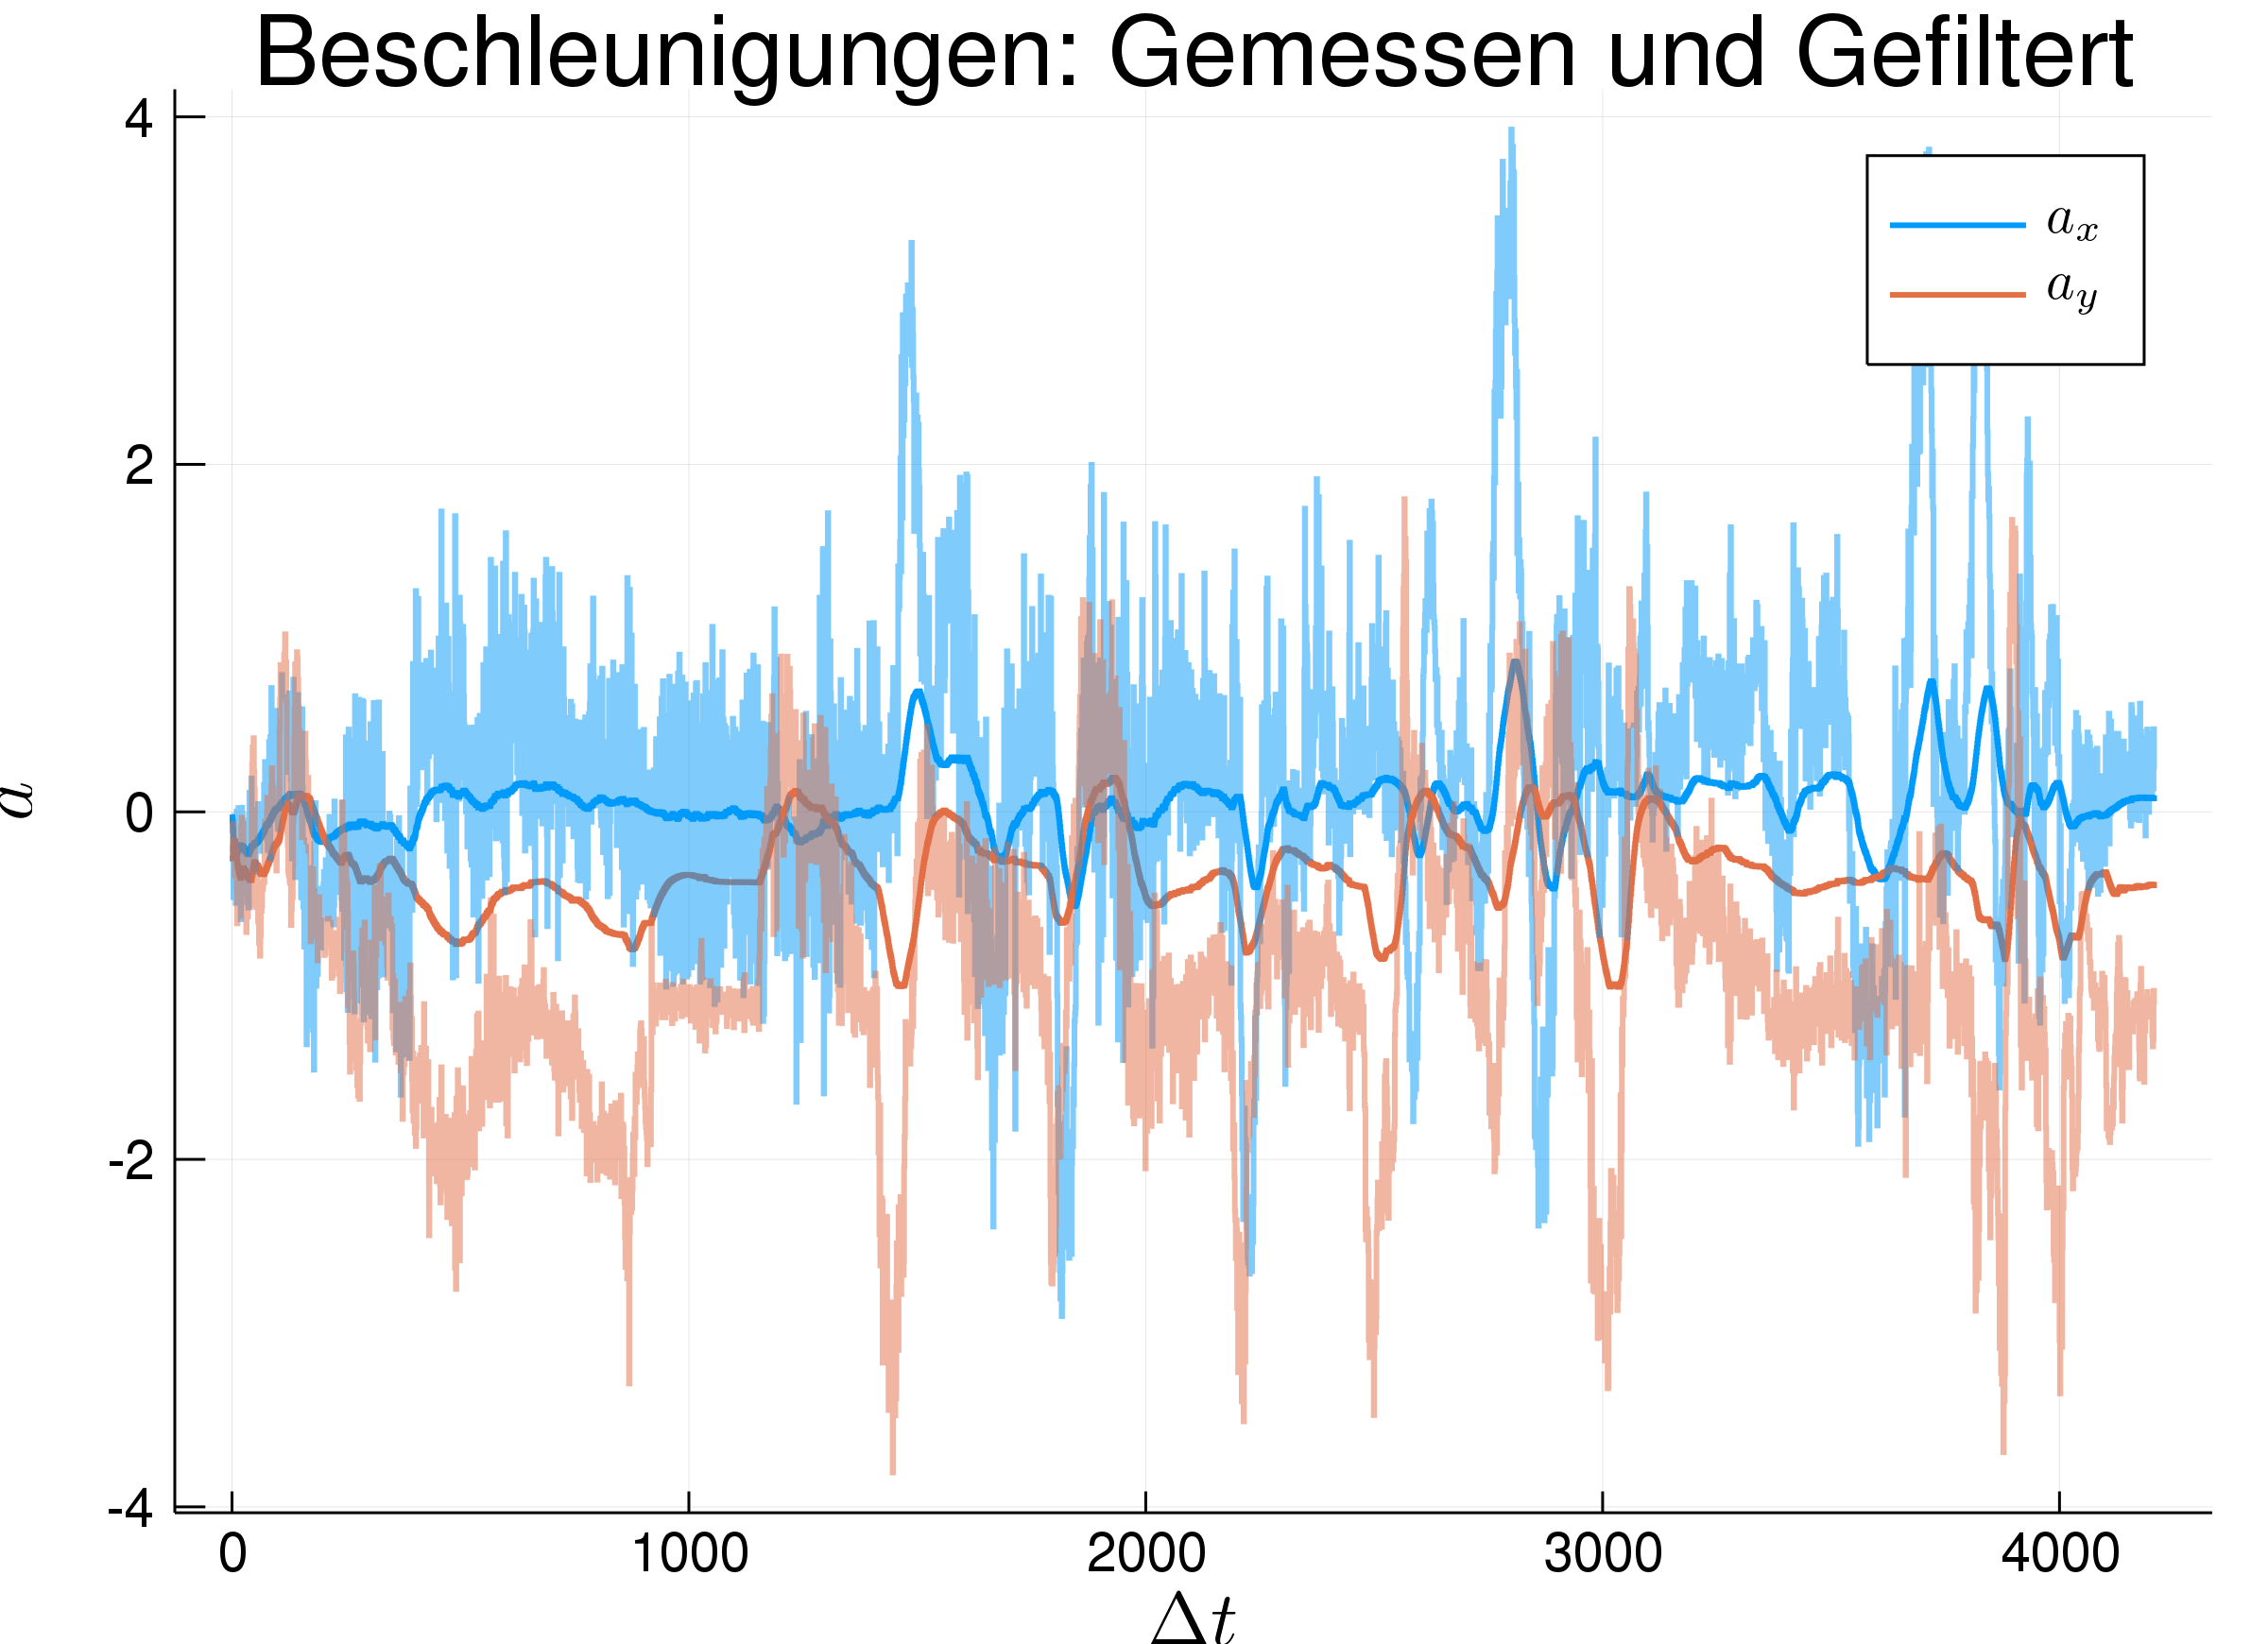 Beschleunigungen: Gemessen und Gefiltert
4
a_x
a_y
2
a
0
-2
-4
0 1000 2000 3000 4000
Δt